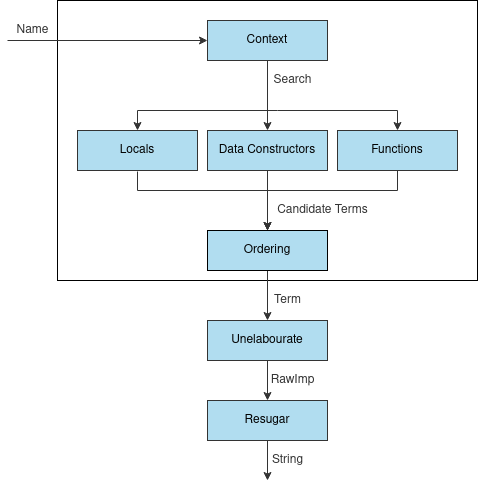 Name
Context
Search
Locals
Data Constructors
Functions
Candidate Terms
Ordering
Term
Unelabourate
RawImp
Resugar
String